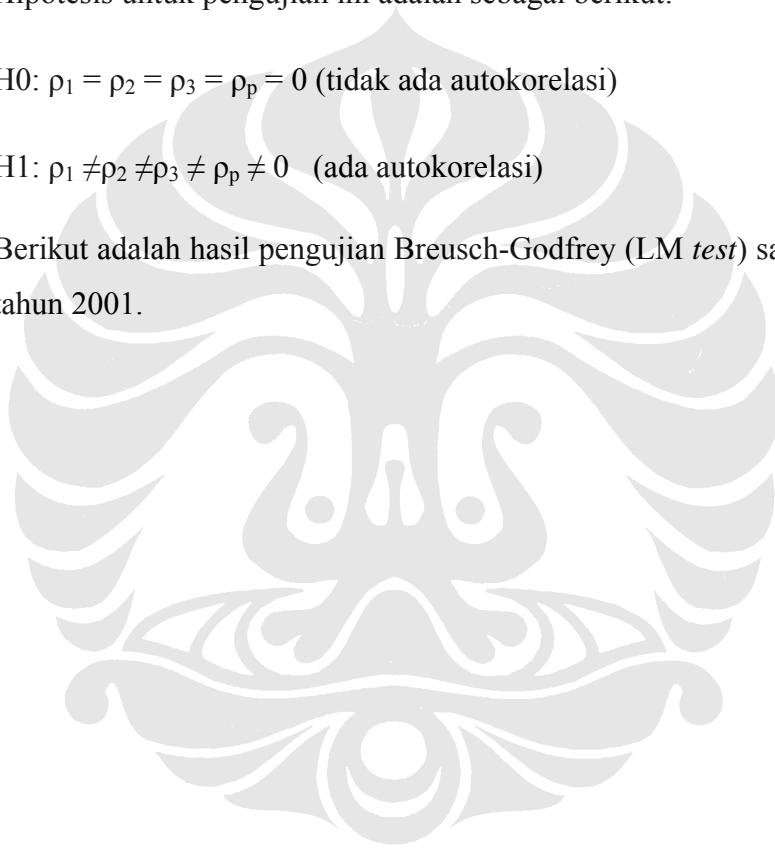 Hipotesis untuk pengujian ini adalah sebagai berikut:
H0: ρ₁ = ρ₂ = ρ₃ = ρₚ = 0 (tidak ada autokorelasi)
H1: ρ₁ ≠ρ₂ ≠ρ₃ ≠ ρₚ ≠ 0 (ada autokorelasi)
Berikut adalah hasil pengujian Breusch-Godfrey (LM test)
tahun 2001.